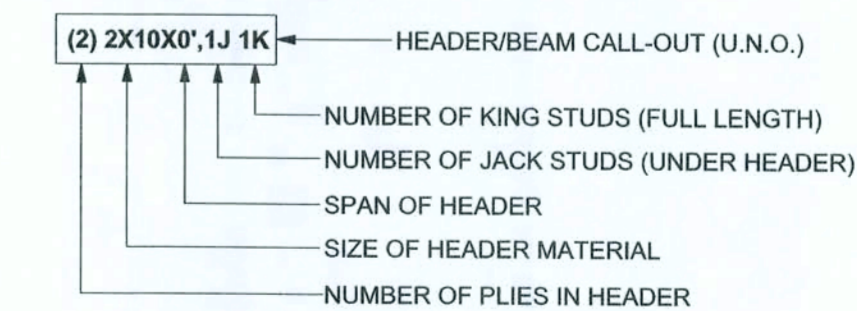 (2) 2X10X0',1J 1K
HEADER/BEAM CALL-OUT (U.N.O.)
NUMBER OF KING STUDS (FULL LENGTH)
NUMBER OF JACK STUDS (UNDER HEADER)
SPAN OF HEADER
SIZE OF HEADER MATERIAL
NUMBER OF PLIES IN HEADER